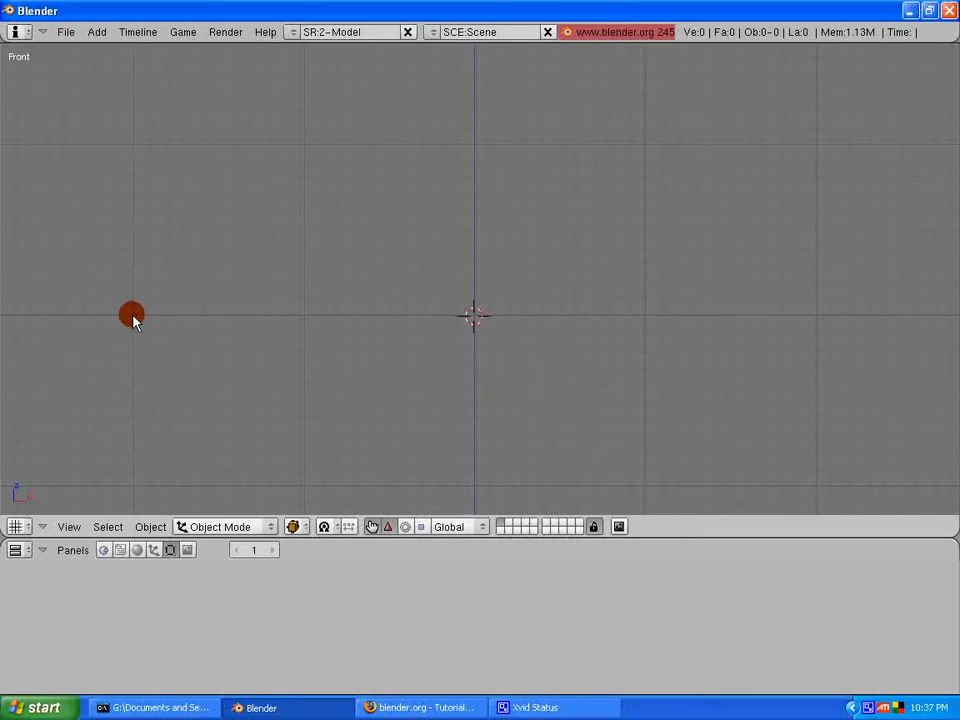 Blender
File Add Timeline Game Render Help SR:2-Model SCE:Scene www.blender.org 245 Ve:0 | Fa:0 | Ob:0-0 | La:0 | Mem:1.13M | Time: |
Front
z
x
View Select Object Object Mode Global
Panels 1
start G:\Documents and Se... Blender blender.org - Tutorial... Xvid Status ATI 10:37 PM